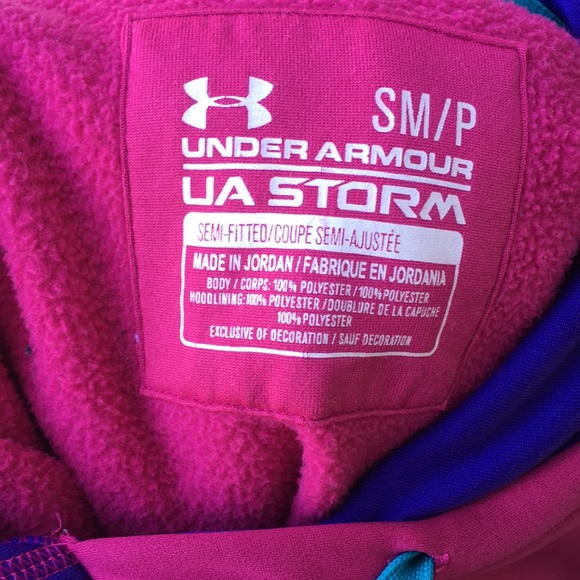 SM/P
UNDER ARMOUR
UA STORM
SEMI-FITTED/COUPE SEMI-AJUSTÉE
MADE IN JORDAN / FABRIQUE EN JORDANIA
BODY / CORPS: 100% POLYESTER / 100% POLYESTER
HOODLINING: 100% POLYESTER / DOUBLURE DE LA CAPUCHE
100% POLYESTER
EXCLUSIVE OF DECORATION / SAUF DECORATION